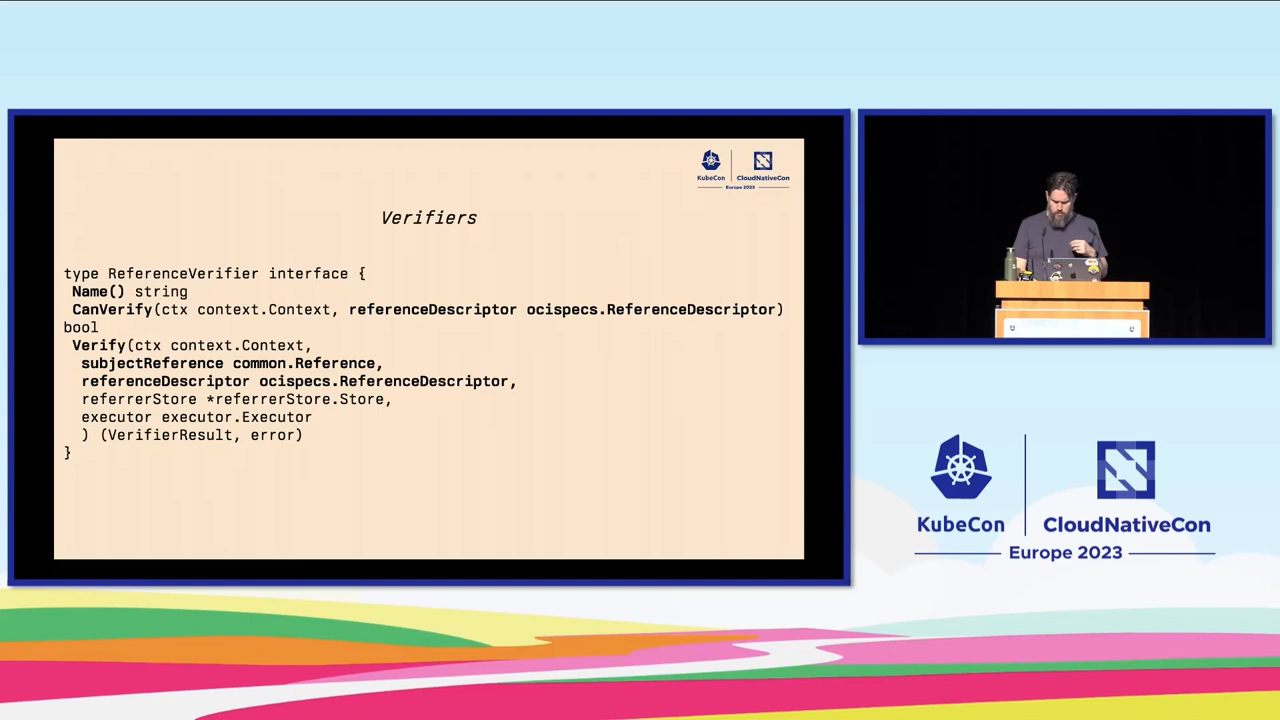 KubeCon
CloudNativeCon
Europe 2023
Verifiers
type ReferenceVerifier interface {
Name() string
CanVerify(ctx context.Context, referenceDescriptor ocispecs.ReferenceDescriptor)
bool
Verify(ctx context.Context,
subjectReference common.Reference,
referenceDescriptor ocispecs.ReferenceDescriptor,
referrerStore *referrerStore.Store,
executor executor.Executor
) (VerifierResult, error)
}
KubeCon
CloudNativeCon
Europe 2023